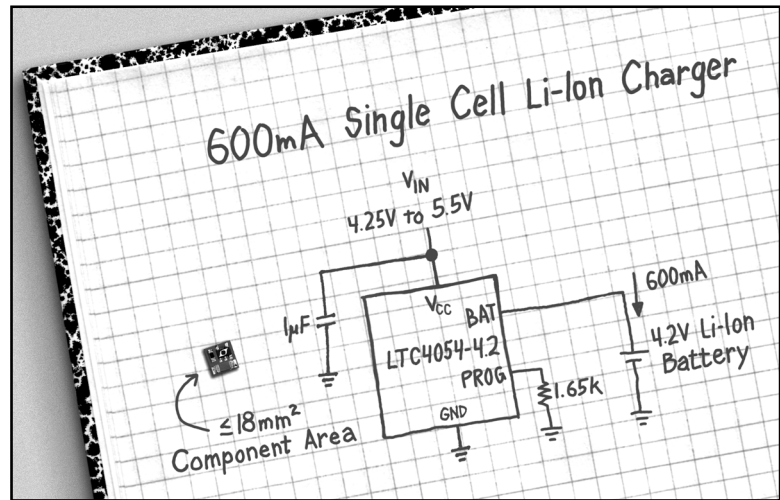 600mA Single Cell Li-Ion Charger
VIN
4.25V to 5.5V
1µF
VCC
BAT
LTC4054-4.2
PROG
GND
600mA
4.2V Li-Ion
Battery
1.65k
≤18mm²
Component Area